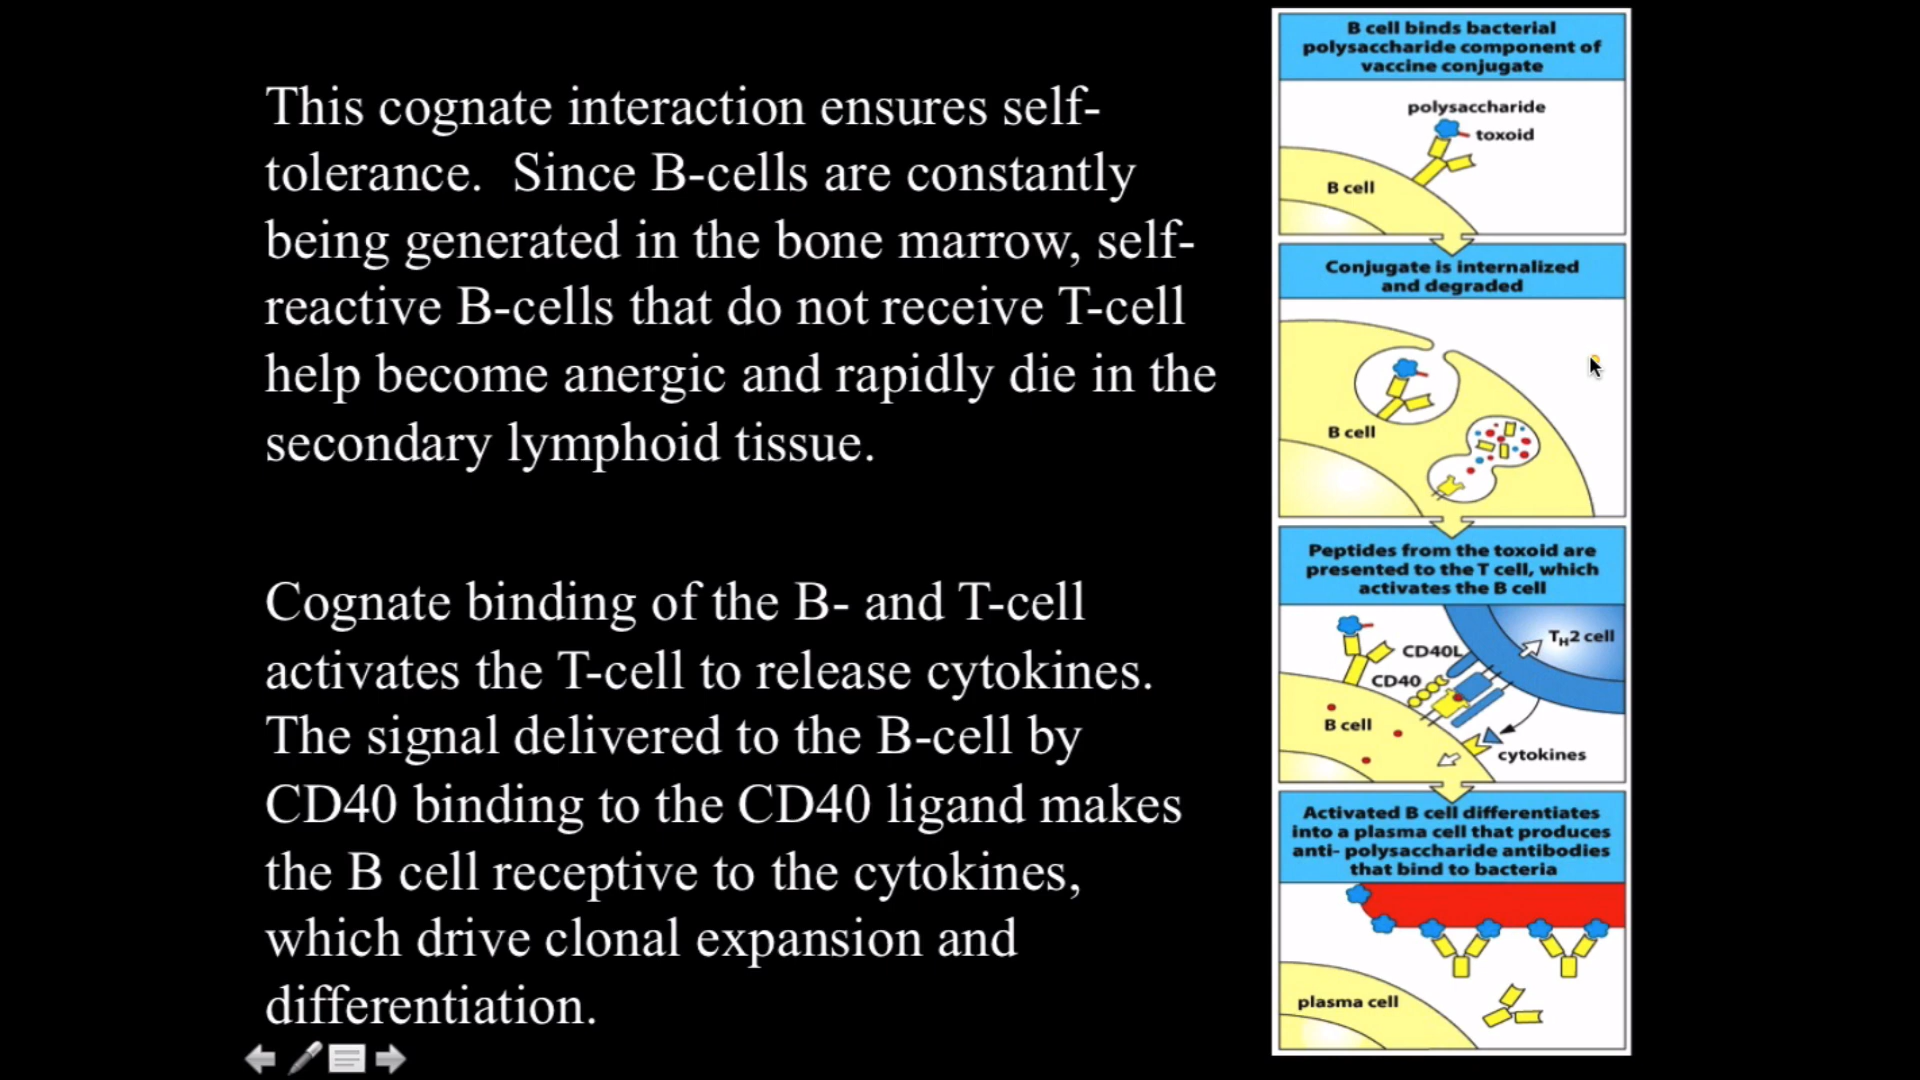 This cognate interaction ensures self-
tolerance.  Since B-cells are constantly
being generated in the bone marrow, self-
reactive B-cells that do not receive T-cell
help become anergic and rapidly die in the
secondary lymphoid tissue.
Cognate binding of the B- and T-cell
activates the T-cell to release cytokines.
The signal delivered to the B-cell by
CD40 binding to the CD40 ligand makes
the B cell receptive to the cytokines,
which drive clonal expansion and
differentiation.
B cell binds bacterial
polysaccharide component of
vaccine conjugate
polysaccharide
toxoid
B cell
Conjugate is internalized
and degraded
B cell
Peptides from the toxoid are
presented to the T cell, which
activates the B cell
TH2 cell
CD40L
CD40
B cell
cytokines
Activated B cell differentiates
into a plasma cell that produces
anti- polysaccharide antibodies
that bind to bacteria
plasma cell